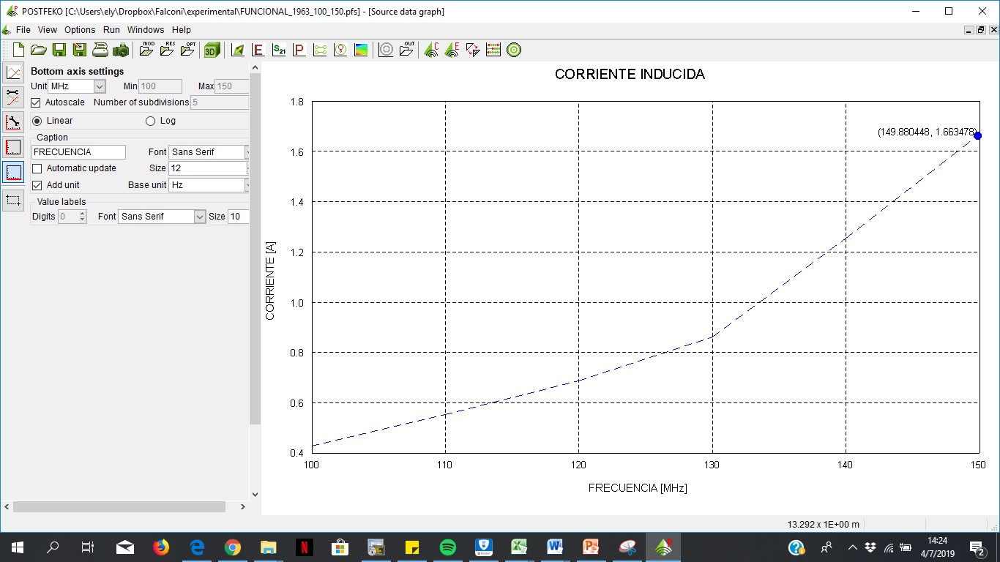 POSTFEKO [C:\Users\ely\Dropbox\Falconi\experimental\FUNCIONAL_1963_100_150.pfs] - [Source data graph]
File View Options Run Windows Help
MOD RES OPT 3D E S21 P OUT C E
Bottom axis settings
Unit MHz Min 100 Max 150
Autoscale Number of subdivisions 5
Linear Log
Caption
FRECUENCIA Font Sans Serif
Automatic update Size 12
Add unit Base unit Hz
Value labels
Digits 0 Font Sans Serif Size 10
CORRIENTE INDUCIDA
1.8
(149.880448, 1.663478)
1.6
1.4
1.2
1.0
0.8
0.6
0.4
CORRIENTE [A]
100 110 120 130 140 150
FRECUENCIA [MHz]
13.292 x 1E+00 m
14:24
4/7/2019
2